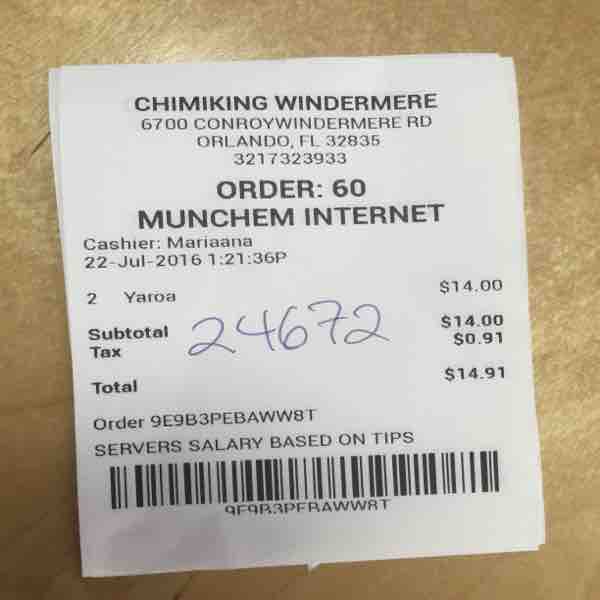 CHIMIKING WINDERMERE
6700 CONROYWINDERMERE RD
ORLANDO, FL 32835
3217323933
ORDER: 60
MUNCHEM INTERNET
Cashier: Mariaana
22-Jul-2016 1:21:36P
2 Yaroa $14.00
Subtotal $14.00
24672
Tax $0.91
Total $14.91
Order 9E9B3PEBAWW8T
SERVERS SALARY BASED ON TIPS
9E9B3PEBAWW8T